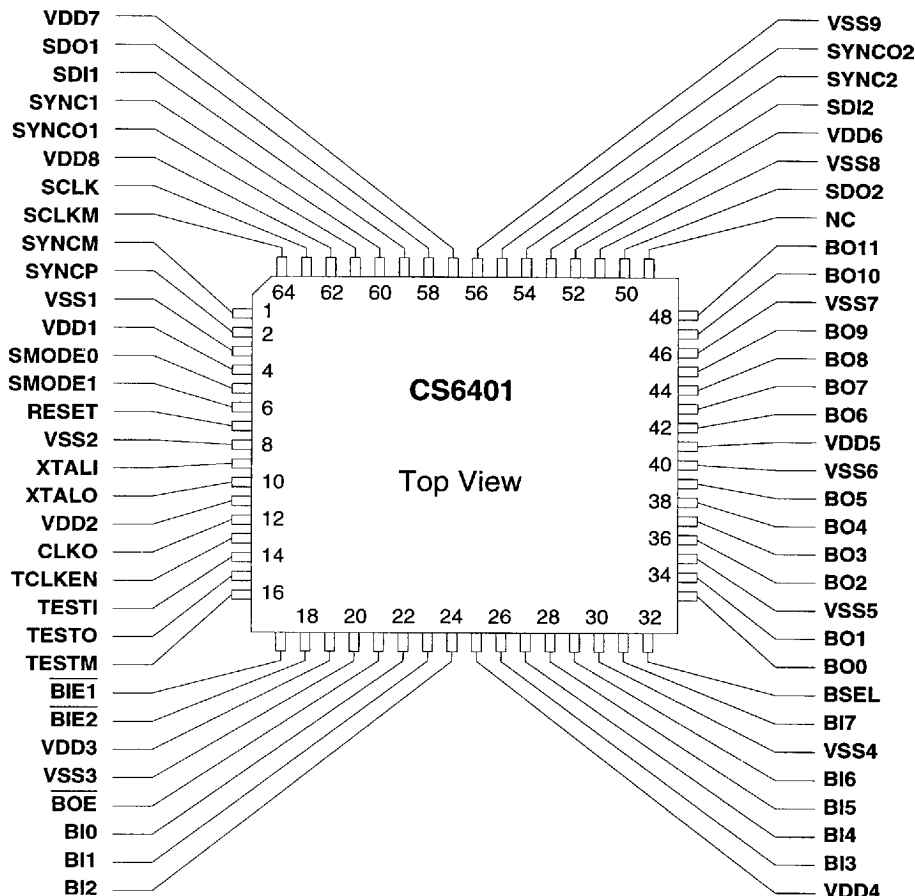 VDD7
SDO1
SDI1
SYNC1
SYNCO1
VDD8
SCLK
SCLKM
SYNCM
SYNCP
VSS1
VDD1
SMODE0
SMODE1
RESET
VSS2
XTALI
XTALO
VDD2
CLKO
TCLKEN
TESTI
TESTO
TESTM
BIE1
BIE2
VDD3
VSS3
BOE
BI0
BI1
BI2
64 62 60 58 56 54 52 50
1
2
4
6
8
10
12
14
16
CS6401
Top View
48
46
44
42
40
38
36
34
18 20 22 24 26 28 30 32
VSS9
SYNCO2
SYNC2
SDI2
VDD6
VSS8
SDO2
NC
BO11
BO10
VSS7
BO9
BO8
BO7
BO6
VDD5
VSS6
BO5
BO4
BO3
BO2
VSS5
BO1
BO0
BSEL
BI7
VSS4
BI6
BI5
BI4
BI3
VDD4